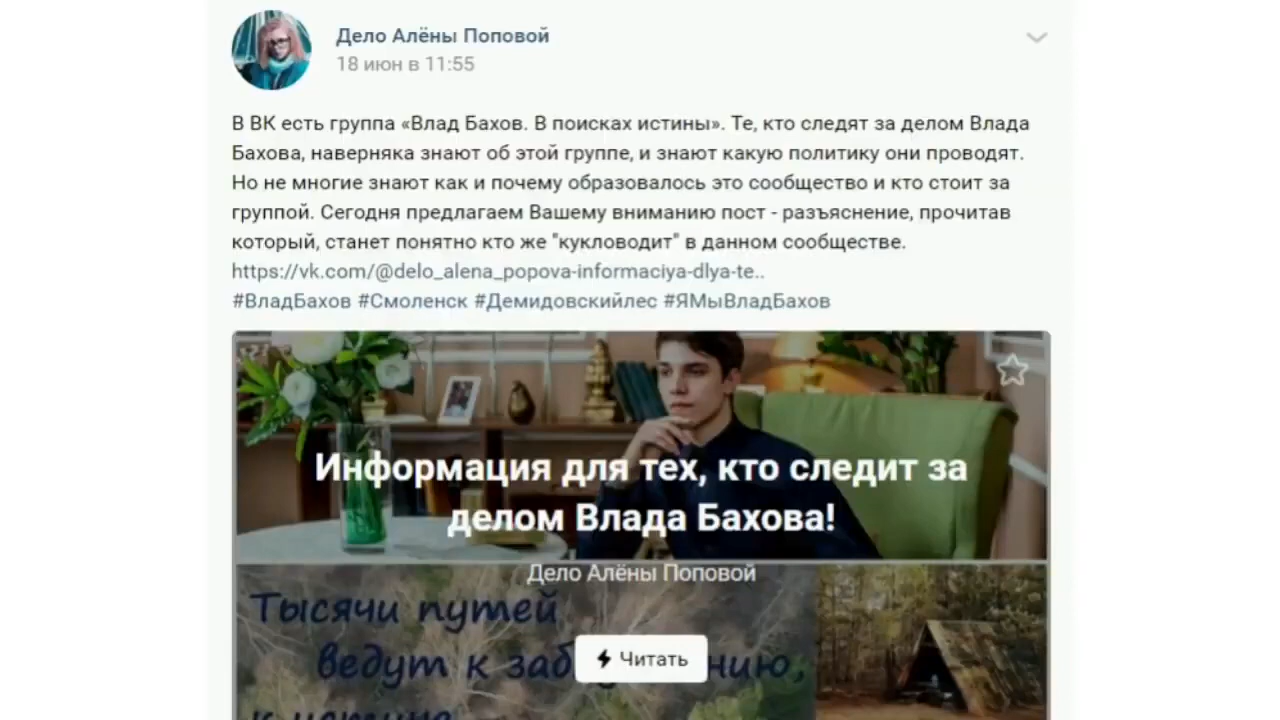 Дело Алёны Поповой
18 июн в 11:55
В ВК есть группа «Влад Бахов. В поисках истины». Те, кто следят за делом Влада
Бахова, наверняка знают об этой группе, и знают какую политику они проводят.
Но не многие знают как и почему образовалось это сообщество и кто стоит за
группой. Сегодня предлагаем Вашему вниманию пост - разъяснение, прочитав
который, станет понятно кто же "кукловодит" в данном сообществе.
https://vk.com/@delo_alena_popova-informaciya-dlya-te..
#ВладБахов #Смоленск #Демидовскийлес #ЯМыВладБахов
Информация для тех, кто следит за
делом Влада Бахова!
Дело Алёны Поповой
Тысячи путей
ведут к
Читать